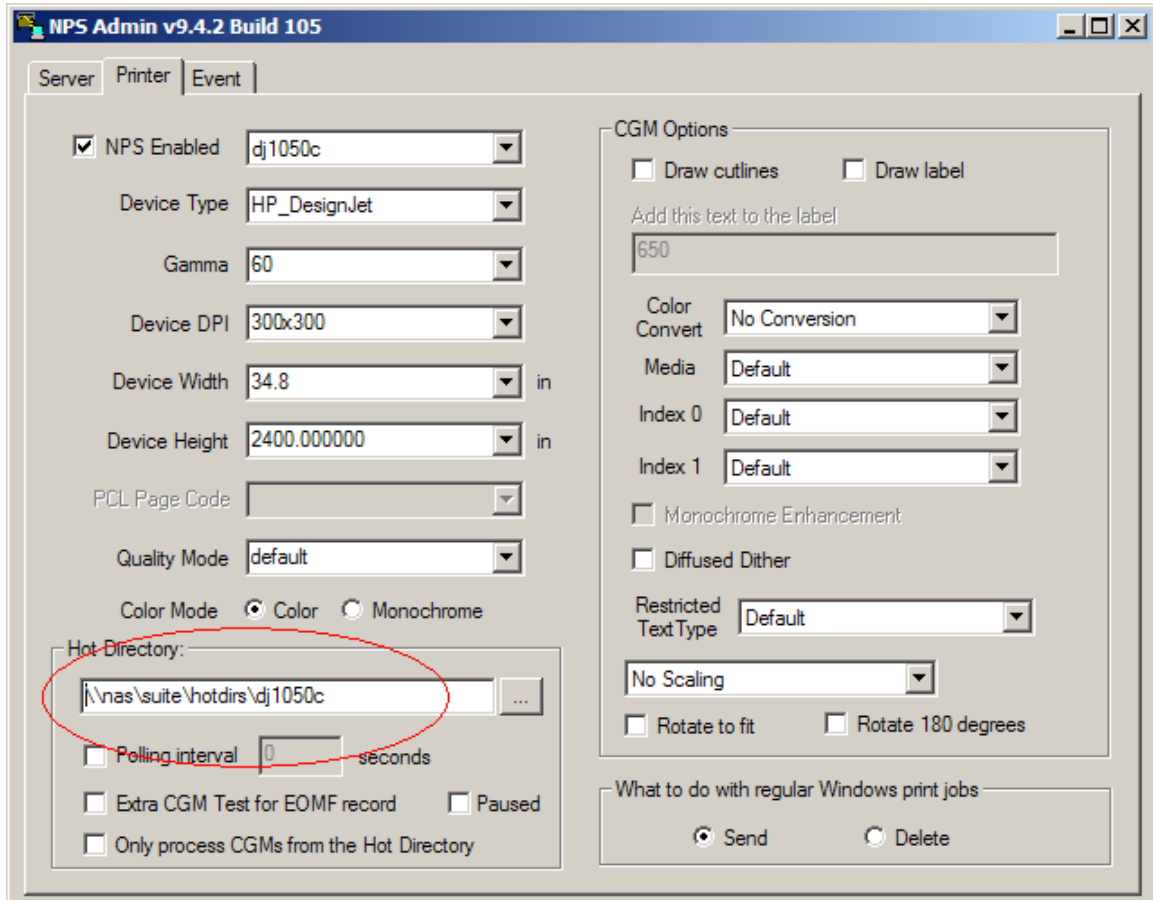 NPS Admin v9.4.2 Build 105
Server Printer Event
NPS Enabled dj1050c
Device Type HP_DesignJet
Gamma 60
Device DPI 300x300
Device Width 34.8 in
Device Height 2400.000000 in
PCL Page Code
Quality Mode default
Color Mode Color Monochrome
Hot Directory:
\\nas\suite\hotdirs\dj1050c ...
Polling interval 0 seconds
Extra CGM Test for EOMF record Paused
Only process CGMs from the Hot Directory
CGM Options
Draw cutlines Draw label
Add this text to the label
650
Color
Convert No Conversion
Media Default
Index 0 Default
Index 1 Default
Monochrome Enhancement
Diffused Dither
Restricted
Text Type Default
No Scaling
Rotate to fit Rotate 180 degrees
What to do with regular Windows print jobs
Send Delete